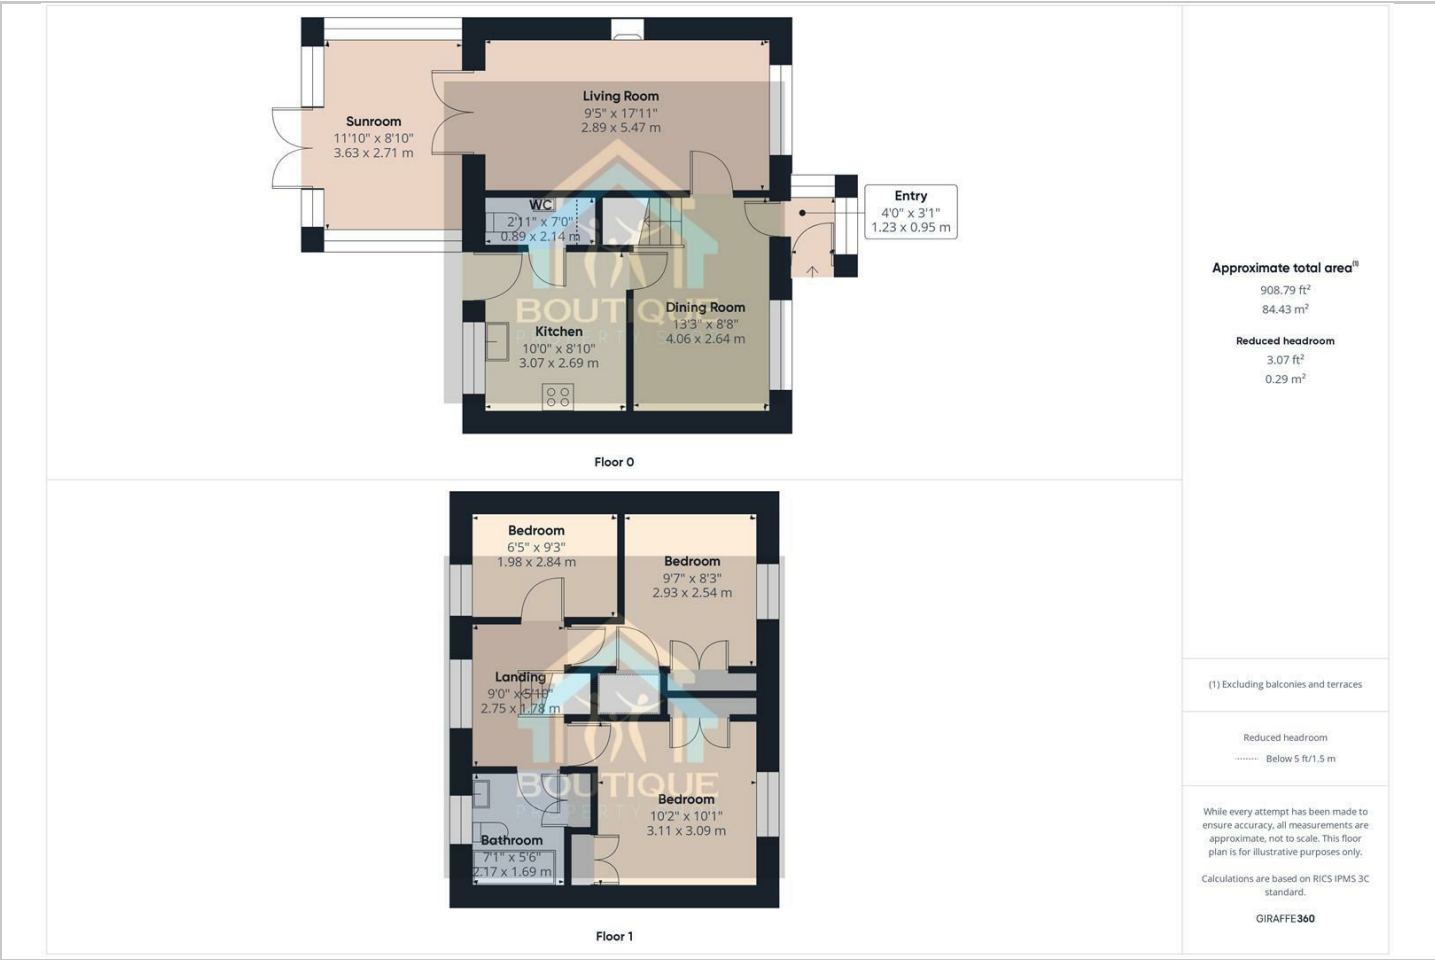 Sunroom
11'10" x 8'10"
3.63 x 2.71 m
Living Room
9'5" x 17'11"
2.89 x 5.47 m
WC
2'11" x 7'0"
0.89 x 2.14 m
Entry
4'0" x 3'1"
1.23 x 0.95 m
BOUTIQUE
PROPERTY
Dining Room
13'3" x 8'8"
4.06 x 2.64 m
Kitchen
10'0" x 8'10"
3.07 x 2.69 m
Floor 0
Bedroom
6'5" x 9'3"
1.98 x 2.84 m
Bedroom
9'7" x 8'3"
2.93 x 2.54 m
Landing
9'0" x 5'10"
2.75 x 1.78 m
BOUTIQUE
PROPERTY
Bedroom
10'2" x 10'1"
3.11 x 3.09 m
Bathroom
7'1" x 5'6"
2.17 x 1.69 m
Floor 1
Approximate total area(1)
908.79 ft²
84.43 m²
Reduced headroom
3.07 ft²
0.29 m²
(1) Excluding balconies and terraces
Reduced headroom
Below 5 ft/1.5 m
While every attempt has been made to
ensure accuracy, all measurements are
approximate, not to scale. This floor
plan is for illustrative purposes only.
Calculations are based on RICS IPMS 3C
standard.
GIRAFFE360